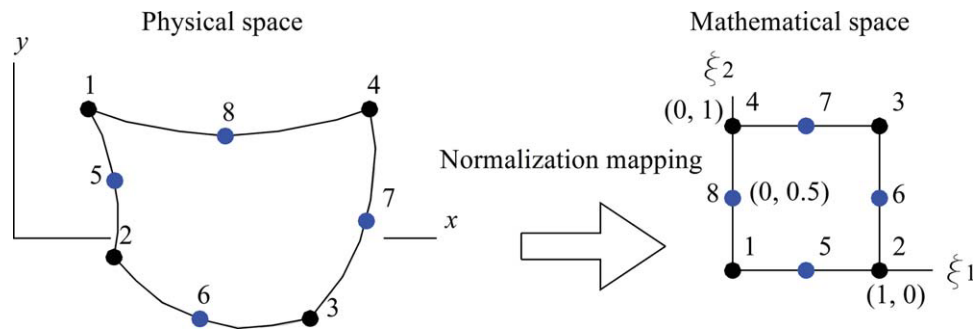 Physical space
y
1
4
8
5
2
7
x
6
3
Normalization mapping
Mathematical space
ξ2
(0, 1)
4
7
3
8
(0, 0.5)
6
1
5
2
ξ1
(1, 0)